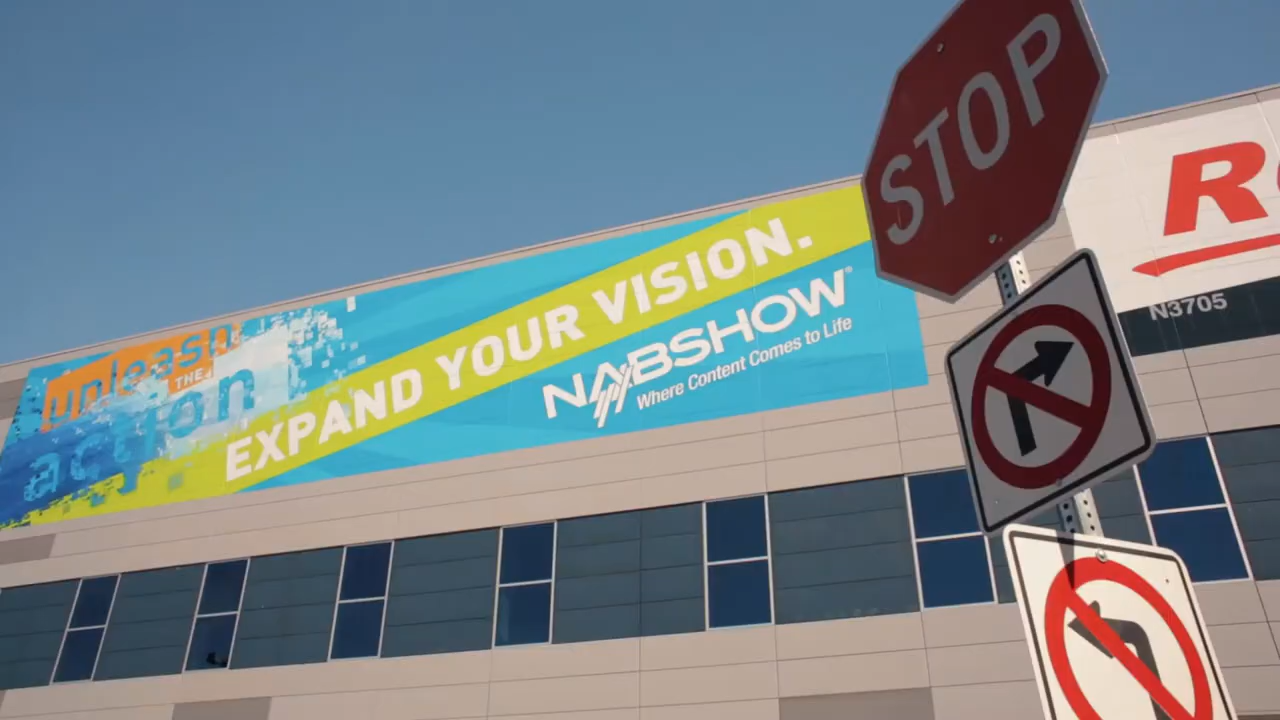 STOP
unleash
THE
action
EXPAND YOUR VISION.
NABSHOW®
Where Content Comes to Life
R
N3705